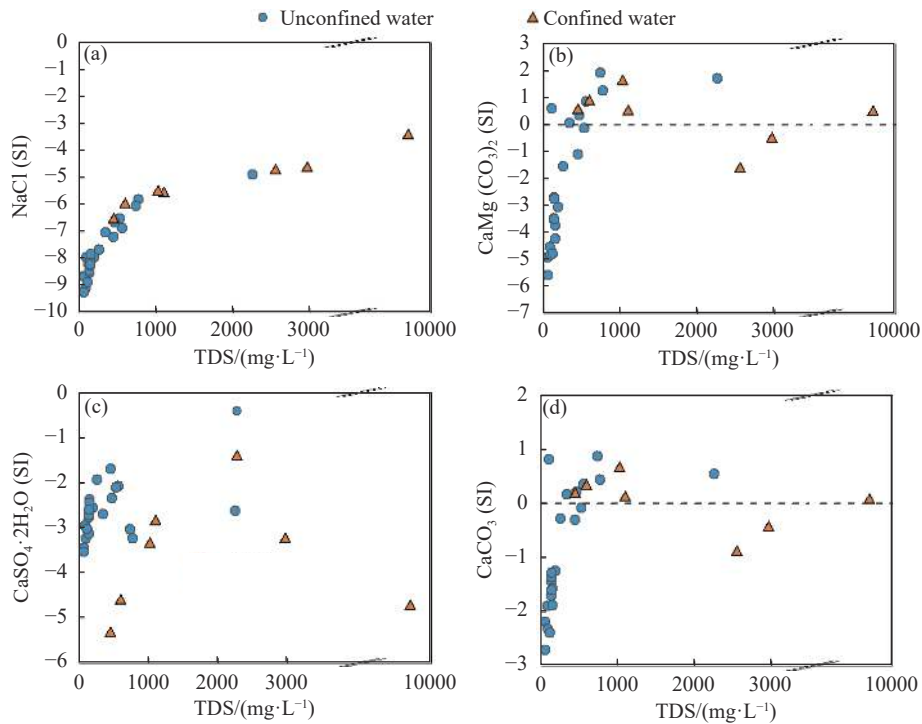 Unconfined water Confined water
(a)
0
−1
−2
−3
−4
−5
−6
−7
−8
−9
−10
NaCl (SI)
0 1000 2000 3000 10000
TDS/(mg·L⁻¹)
(b)
3
2
1
0
−1
−2
−3
−4
−5
−6
−7
CaMg (CO₃)₂ (SI)
0 1000 2000 3000 10000
TDS/(mg·L⁻¹)
(c)
0
−1
−2
−3
−4
−5
−6
CaSO₄·2H₂O (SI)
0 1000 2000 3000 10000
TDS/(mg·L⁻¹)
(d)
2
1
0
−1
−2
−3
CaCO₃ (SI)
0 1000 2000 3000 10000
TDS/(mg·L⁻¹)